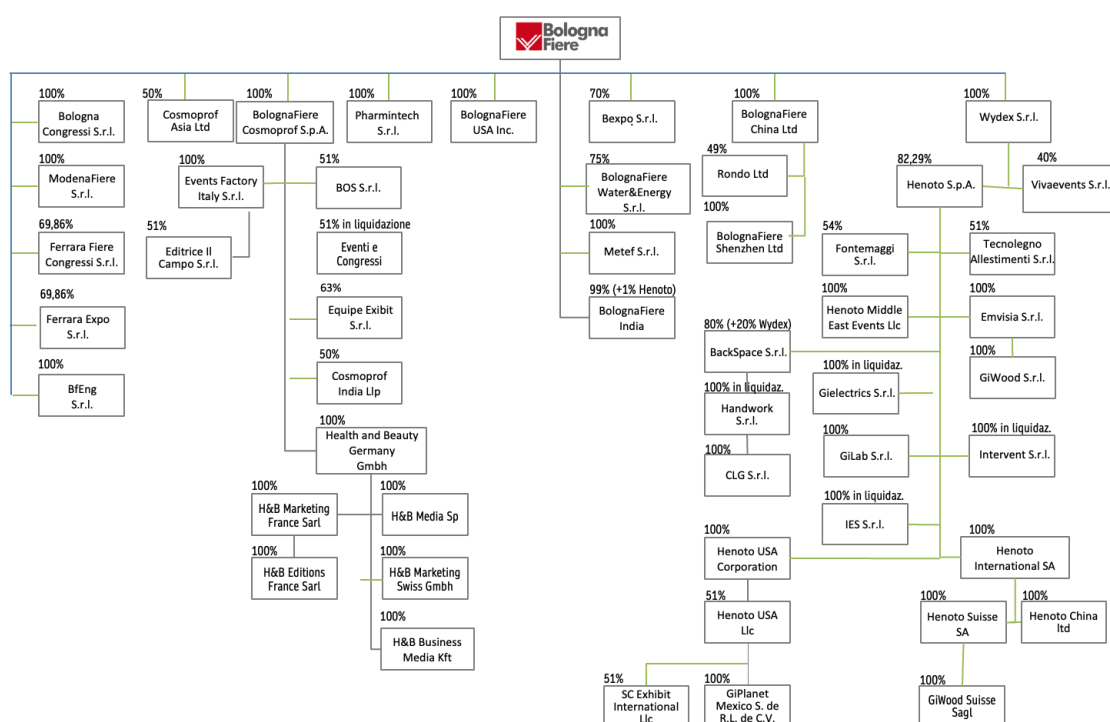 Bologna
Fiere
100%
Bologna
Congressi S.r.l.
50%
Cosmoprof
Asia Ltd
100%
BolognaFiere
Cosmoprof S.p.A.
100%
Pharmintech
S.r.l.
100%
BolognaFiere
USA Inc.
70%
Bexpo S.r.l.
100%
BolognaFiere
China Ltd
100%
Wydex S.r.l.
100%
ModenaFiere
S.r.l.
100%
Events Factory
Italy S.r.l.
51%
BOS S.r.l.
75%
BolognaFiere
Water&Energy
S.r.l.
49%
Rondo Ltd
82,29%
Henoto S.p.A.
40%
Vivaevents S.r.l.
69,86%
Ferrara Fiere
Congressi S.r.l.
51%
Editrice Il
Campo S.r.l.
51% in liquidazione
Eventi e
Congressi
100%
Metef S.r.l.
100%
BolognaFiere
Shenzhen Ltd
54%
Fontemaggi
S.r.l.
51%
Tecnolegno
Allestimenti S.r.l.
69,86%
Ferrara Expo
S.r.l.
63%
Equipe Exibit
S.r.l.
99% (+1% Henoto)
BolognaFiere
India
100%
Henoto Middle
East Events Llc
100%
Emvisia S.r.l.
100%
BfEng
S.r.l.
50%
Cosmoprof
India Llp
80% (+20% Wydex)
BackSpace S.r.l.
100% in liquidaz.
Gielectrics S.r.l.
100%
GiWood S.r.l.
100%
Health and Beauty
Germany
Gmbh
100% in liquidaz.
Handwork
S.r.l.
100%
GiLab S.r.l.
100% in liquidaz.
Intervent S.r.l.
100%
CLG S.r.l.
100%
H&B Marketing
France Sarl
100%
H&B Media Sp
100% in liquidaz.
IES S.r.l.
100%
H&B Editions
France Sarl
100%
H&B Marketing
Swiss Gmbh
100%
Henoto USA
Corporation
100%
Henoto
International SA
100%
H&B Business
Media Kft
51%
Henoto USA
Llc
100%
Henoto Suisse
SA
100%
Henoto China
ltd
51%
SC Exhibit
International
Llc
100%
GiPlanet
Mexico S. de
R.L. de C.V.
100%
GiWood Suisse
Sagl